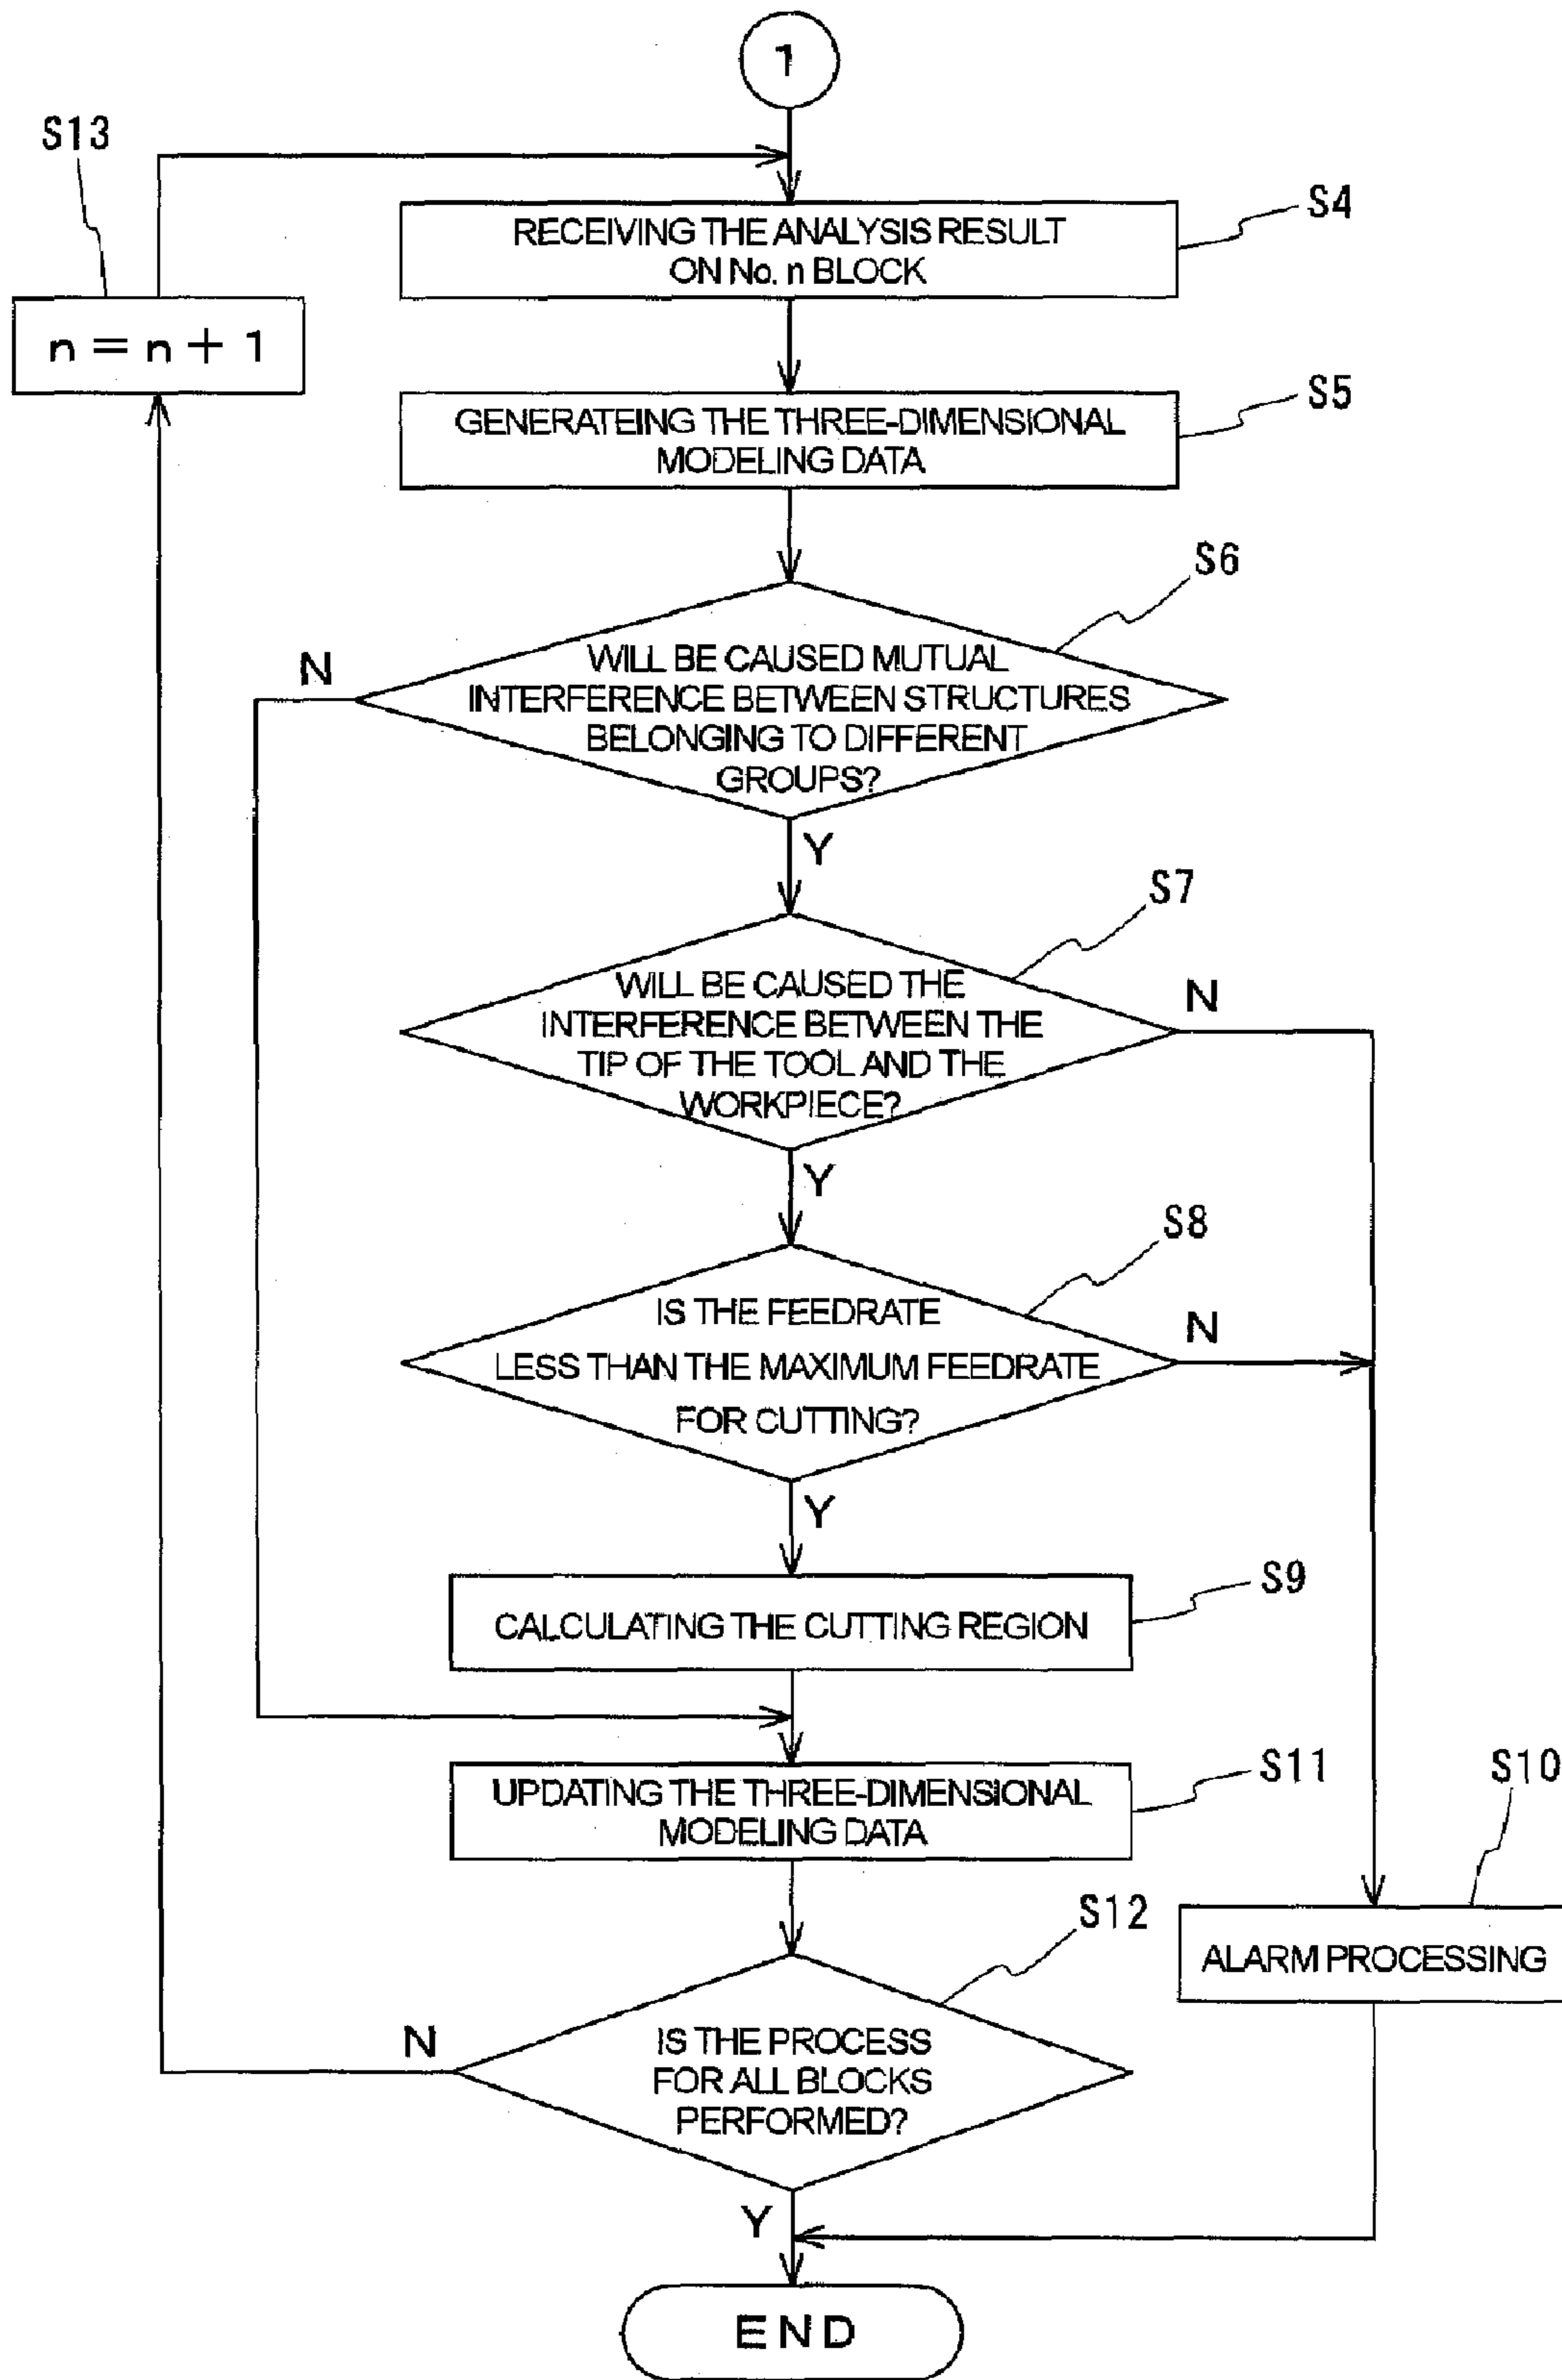 1
S13
S4
RECEIVING THE ANALYSIS RESULT
ON No. n BLOCK
n = n + 1
S5
GENERATEING THE THREE-DIMENSIONAL
MODELING DATA
S6
N
WILL BE CAUSED MUTUAL
INTERFERENCE BETWEEN STRUCTURES
BELONGING TO DIFFERENT
GROUPS?
Y
S7
WILL BE CAUSED THE
INTERFERENCE BETWEEN THE
TIP OF THE TOOL AND THE
WORKPIECE?
N
Y
S8
IS THE FEEDRATE
LESS THAN THE MAXIMUM FEEDRATE
FOR CUTTING?
N
Y
S9
CALCULATING THE CUTTING REGION
S11
UPDATING THE THREE-DIMENSIONAL
MODELING DATA
S10
ALARM PROCESSING
S12
N
IS THE PROCESS
FOR ALL BLOCKS
PERFORMED?
Y
END